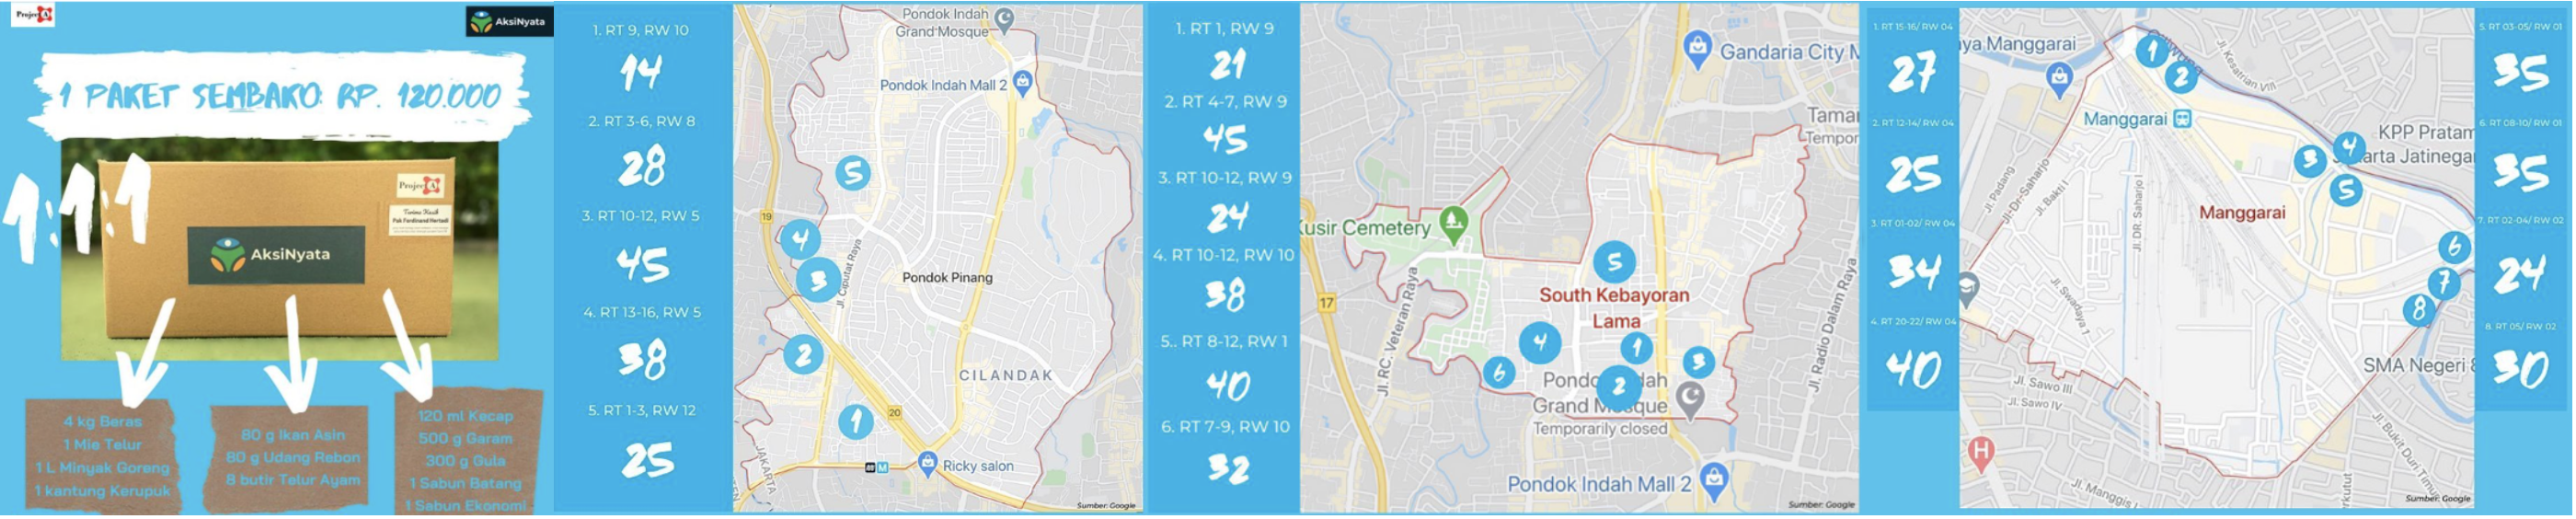 ProjecA
AksiNyata
1 PAKET SEMBAKO: RP. 120.000
1:1:1
ProjecA
Terima Kasih
Pak Ferdinand Hertadi
AksiNyata
4 kg Beras
1 Mie Telur
1 L Minyak Goreng
1 kantung Kerupuk
80 g Ikan Asin
80 g Udang Rebon
8 butir Telur Ayam
120 ml Kecap
500 g Garam
300 g Gula
1 Sabun Batang
1 Sabun Ekonomi
1. RT 9, RW 10
14
2. RT 3-6, RW 8
28
3. RT 10-12, RW 5
45
4. RT 13-16, RW 5
38
5. RT 1-3, RW 12
25
Pondok Indah
Grand Mosque
Pondok Indah Mall 2
5
19
4
3
Jl. Ciputat Raya
Pondok Pinang
2
CILANDAK
20
1
JAKARTA
M
Ricky salon
Sumber: Google
1. RT 1, RW 9
21
2. RT 4-7, RW 9
45
3. RT 10-12, RW 9
24
4. RT 10-12, RW 10
38
5.. RT 8-12, RW 1
40
6. RT 7-9, RW 10
32
Gandaria City M
Taman
Tempor
Kusir Cemetery
5
17
South Kebayoran
Lama
Jl. RC. Veteran Raya
Jl. Radio Dalam Raya
4
1
3
6
2
Pondok Indah
Grand Mosque
Temporarily closed
Pondok Indah Mall 2
Sumber: Google
1. RT 15-16/ RW 04
27
2. RT 12-14/ RW 04
25
3. RT 01-02/ RW 04
34
4. RT 20-22/ RW 04
40
ya Manggarai
1
2
Ciliwung
Jl. Kesatrian VIII
Manggarai
KPP Pratam
Jakarta Jatinegar
3
4
5
Jl. Padang
Jl. Dr. Saharjo
Jl. Bakti I
Jl. DR. Saharjo I
Manggarai
6
7
8
Jl. Swadaya 1
SMA Negeri 8
Jl. Sawo III
Jl. Sawo IV
H
Jl. Manggis I
Jl. Bukit Duri Timur
Sumber: Google
5. RT 03-05/ RW 01
35
6. RT 08-10/ RW 01
35
7. RT 02-04/ RW 02
24
8. RT 05/ RW 02
30